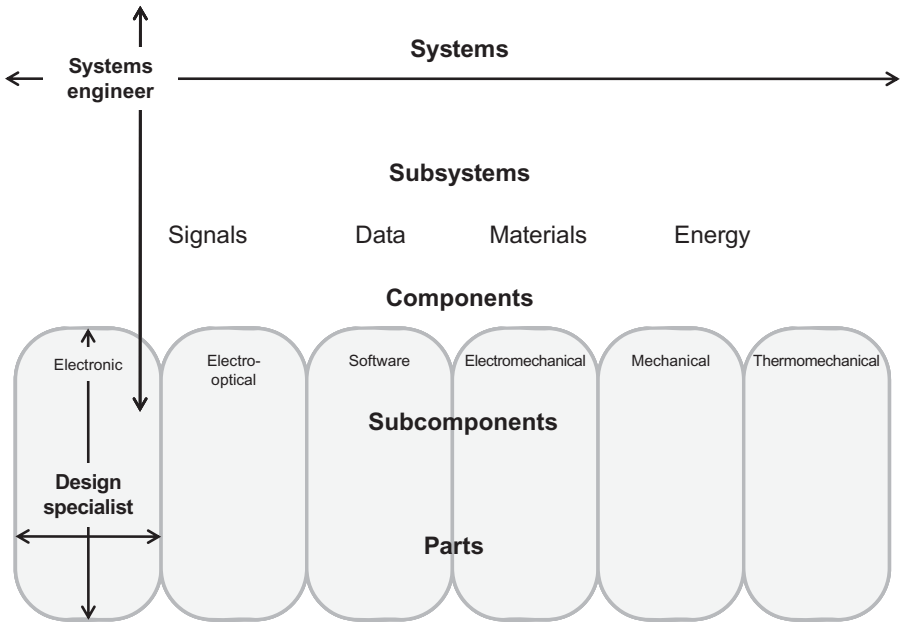 Systems
Systems
engineer
Subsystems
Signals Data Materials Energy
Components
Electronic Electro-
optical Software Electromechanical Mechanical Thermomechanical
Subcomponents
Design
specialist
Parts